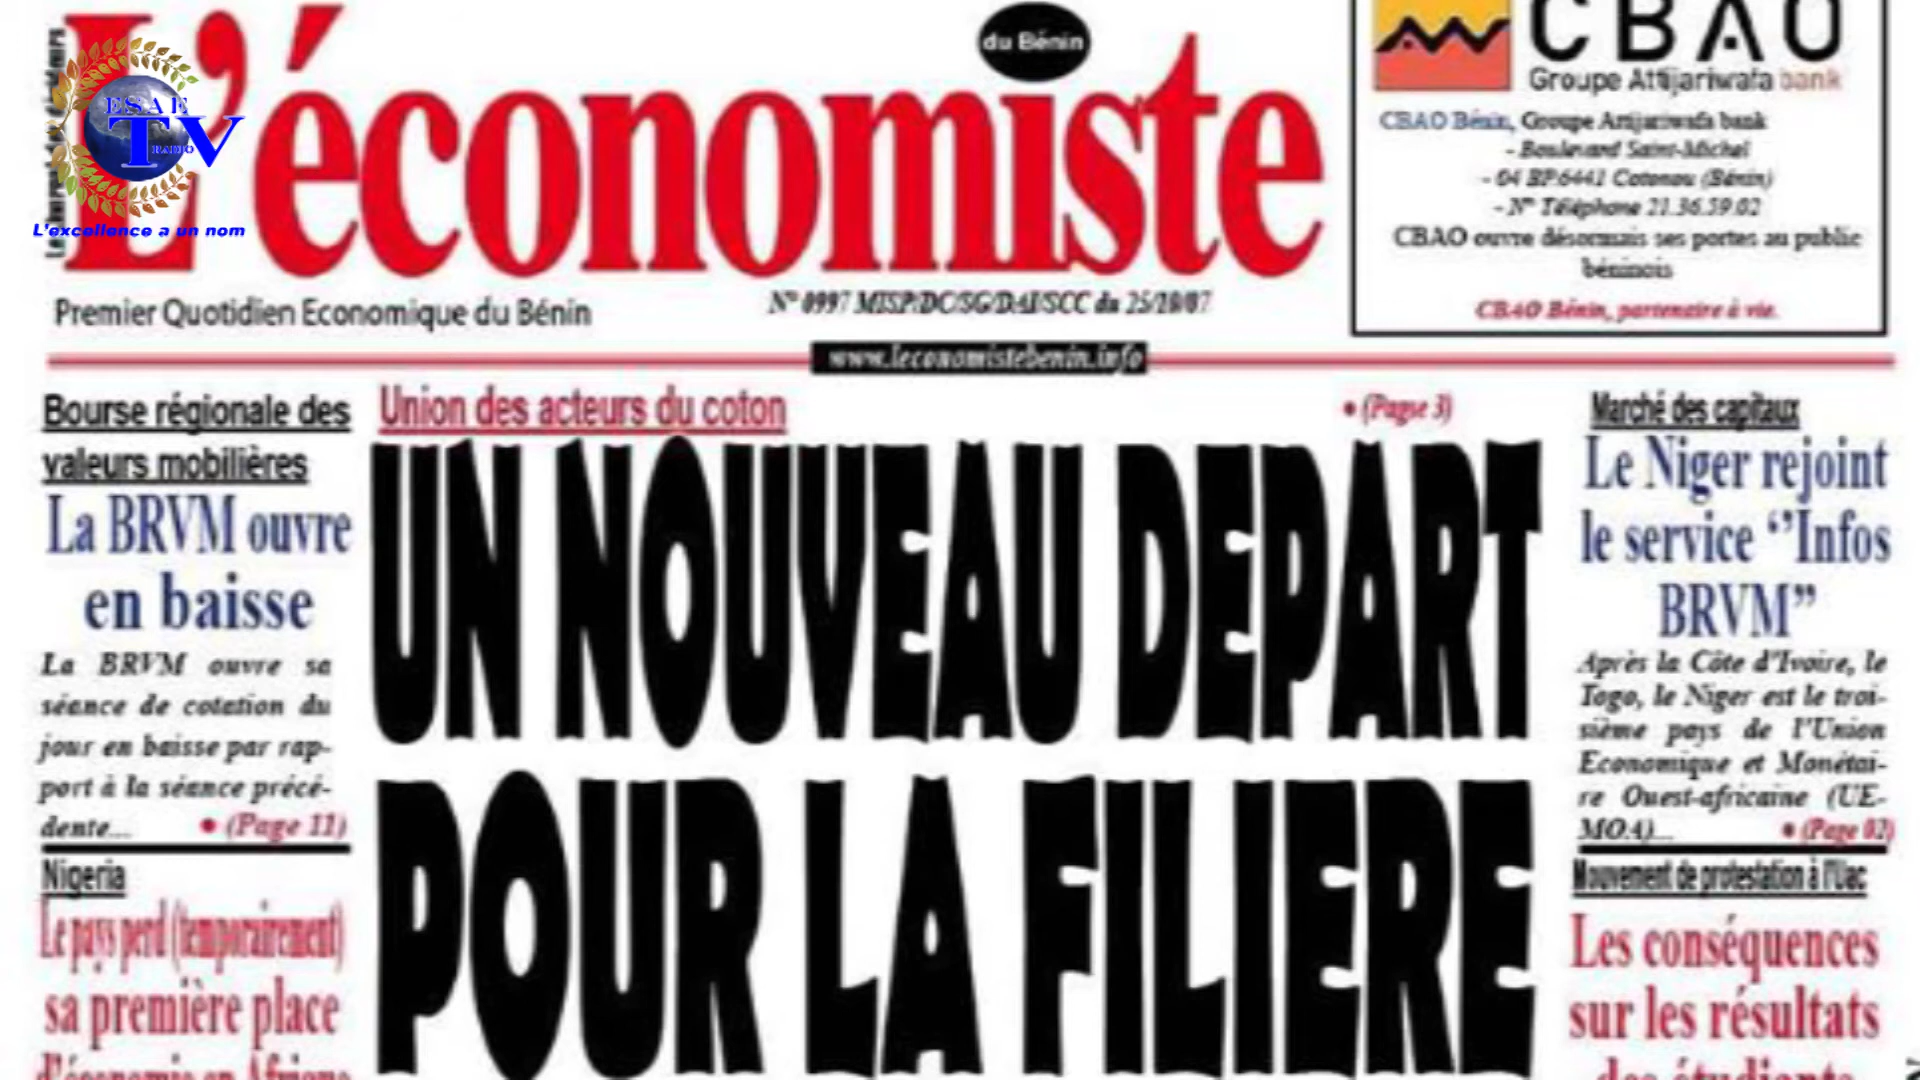 L'économiste
du Bénin
ESAE
TV
RADIO
L'excellence a un nom
Premier Quotidien Economique du Bénin
N° 0997 MISP/DC/SG/DAI/SCC du 25/10/07
www.leconomistebenin.info
CBAO
Groupe Attijariwafa bank
CBAO Bénin, Groupe Attijariwafa bank
- Boulevard Saint-Michel
- 04 BP.6441 Cotonou (Bénin)
- N° Téléphone 21.36.59.02
CBAO ouvre désormais ses portes au public
béninois
CBAO Bénin, partenaire à vie.
Bourse régionale des
valeurs mobilières
La BRVM ouvre
en baisse
La BRVM ouvre sa
séance de cotation du
jour en baisse par rap-
port à la séance précé-
dente... • (Page 11)
Nigeria
Le pays perd (temporairement)
sa première place
d'économie en Afrique
Union des acteurs du coton
• (Page 3)
UN NOUVEAU DEPART
POUR LA FILIERE
Marché des capitaux
Le Niger rejoint
le service ‘’Infos
BRVM”
Après la Côte d'Ivoire, le
Togo, le Niger est le troi-
sième pays de l'Union
Economique et Monétai-
re Ouest-africaine (UE-
MOA)... • (Page 02)
Mouvement de protestation à l'Uac
Les conséquences
sur les résultats
des étudiants